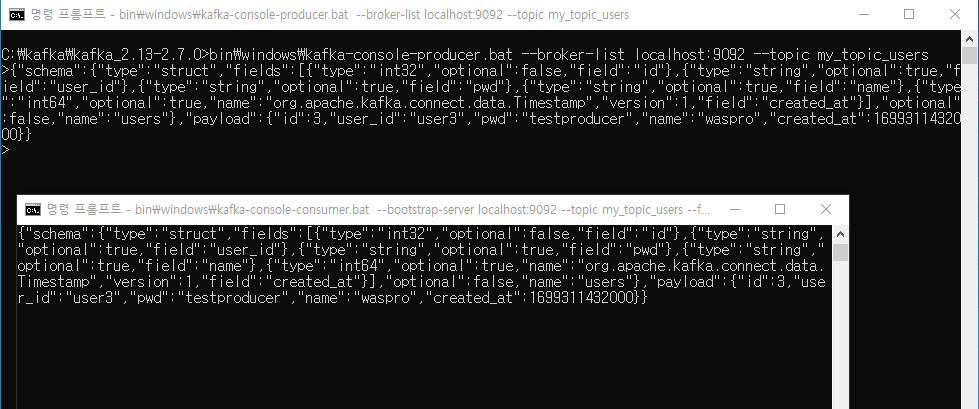 명령 프롬프트 - bin₩windows₩kafka-console-producer.bat --broker-list localhost:9092 --topic my_topic_users
C:₩kafka₩kafka_2.13-2.7.0>bin₩windows₩kafka-console-producer.bat --broker-list localhost:9092 --topic my_topic_users
>{"schema":{"type":"struct","fields":[{"type":"int32","optional":false,"field":"id"},{"type":"string","optional":true,"f
ield":"user_id"},{"type":"string","optional":true,"field":"pwd"},{"type":"string","optional":true,"field":"name"},{"type
":"int64","optional":true,"name":"org.apache.kafka.connect.data.Timestamp","version":1,"field":"created_at"}],"optional"
:false,"name":"users"},"payload":{"id":3,"user_id":"user3","pwd":"testproducer","name":"waspro","created_at":16993114320
00}}
>
명령 프롬프트 - bin₩windows₩kafka-console-consumer.bat --bootstrap-server localhost:9092 --topic my_topic_users --f...
{"schema":{"type":"struct","fields":[{"type":"int32","optional":false,"field":"id"},{"type":"string",
"optional":true,"field":"user_id"},{"type":"string","optional":true,"field":"pwd"},{"type":"string","
optional":true,"field":"name"},{"type":"int64","optional":true,"name":"org.apache.kafka.connect.data.
Timestamp","version":1,"field":"created_at"}],"optional":false,"name":"users"},"payload":{"id":3,"use
r_id":"user3","pwd":"testproducer","name":"waspro","created_at":1699311432000}}